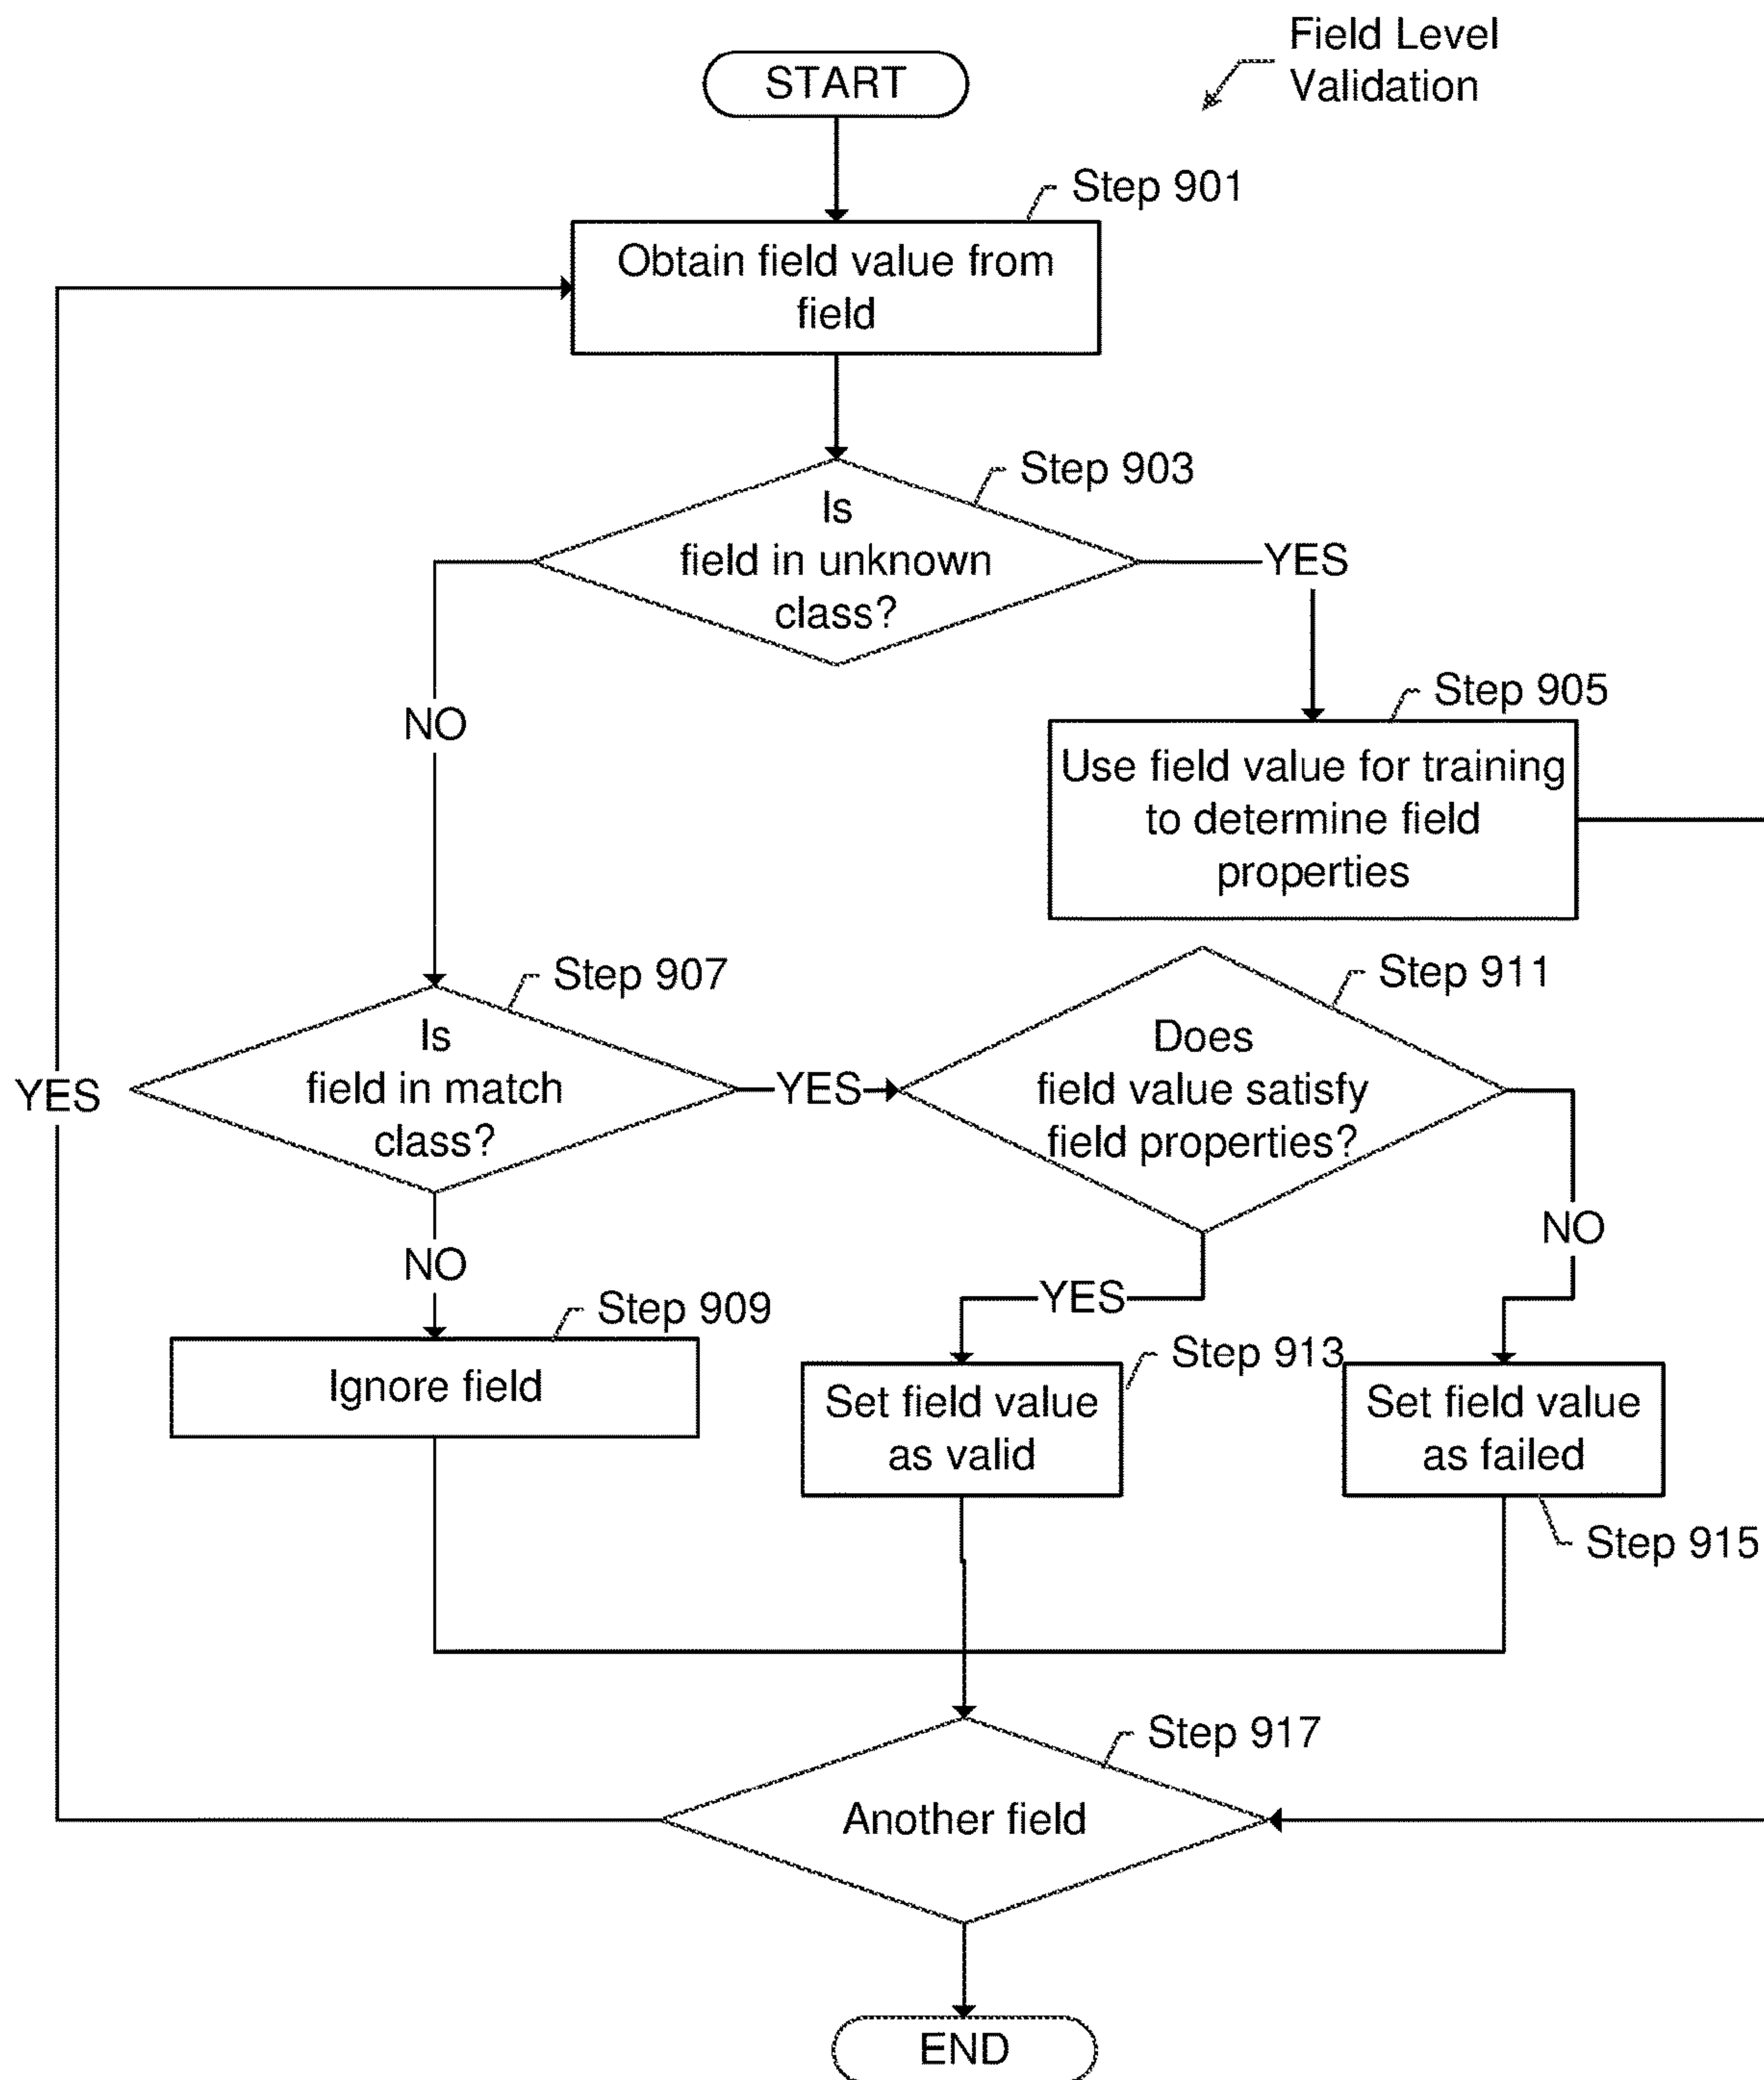 Field Level
Validation
START
Step 901
Obtain field value from
field
Step 903
Is
field in unknown
class?
YES
NO
Step 905
Use field value for training
to determine field
properties
Step 907
Is
field in match
class?
YES
YES
Step 911
Does
field value satisfy
field properties?
NO
NO
YES
Step 909
Ignore field
Step 913
Set field value
as valid
Set field value
as failed
Step 915
Step 917
Another field
END